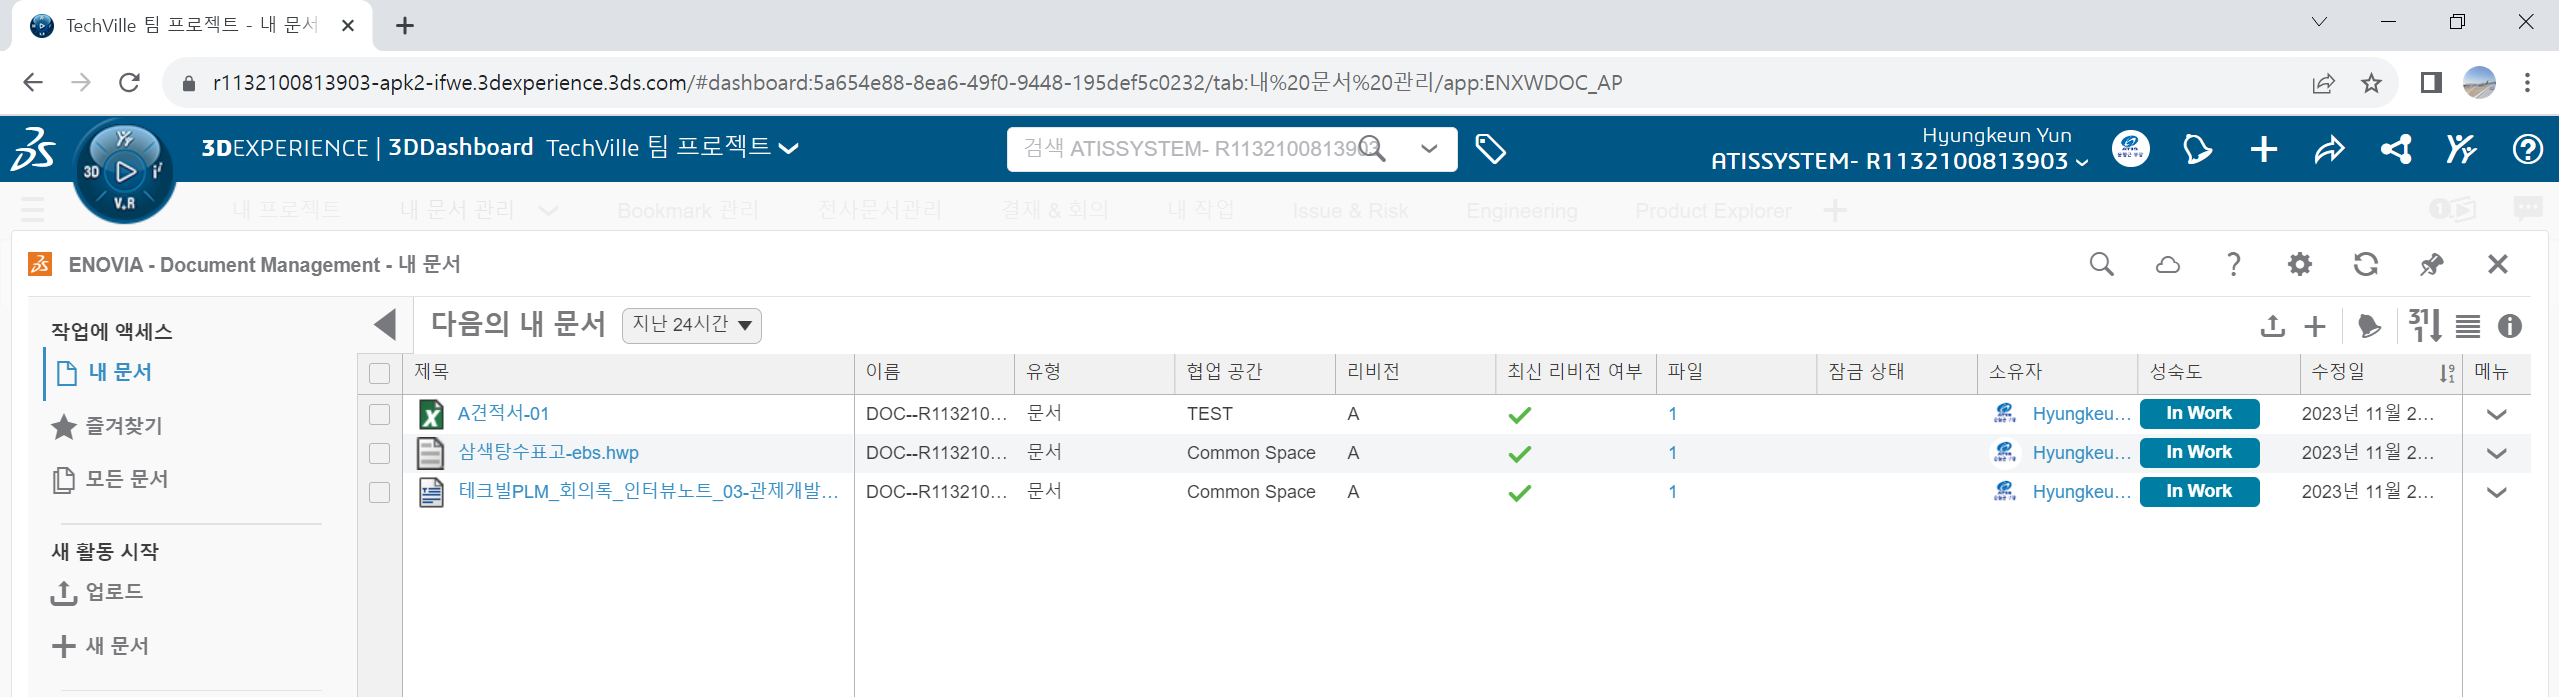 TechVille 팀 프로젝트 - 내 문서
r1132100813903-apk2-ifwe.3dexperience.3ds.com/#dashboard:5a654e88-8ea6-49f0-9448-195def5c0232/tab:내%20문서%20관리/app:ENXWDOC_AP
3D V.R
3DEXPERIENCE | 3DDashboard TechVille 팀 프로젝트
검색 ATISSYSTEM- R1132100813903
Hyungkeun Yun
ATISSYSTEM- R1132100813903
내 프로젝트 내 문서 관리 Bookmark 관리 전사문서관리 결재 & 회의 내 작업 Issue & Risk Engineering Product Explorer
ENOVIA - Document Management - 내 문서
작업에 액세스
내 문서
즐겨찾기
모든 문서
새 활동 시작
업로드
새 문서
다음의 내 문서 지난 24시간
제목 이름 유형 협업 공간 리비전 최신 리비전 여부 파일 잠금 상태 소유자 성숙도 수정일 메뉴
A견적서-01 DOC--R113210... 문서 TEST A 1 Hyungkeu... In Work 2023년 11월 2...
삼색탕수표고-ebs.hwp DOC--R113210... 문서 Common Space A 1 Hyungkeu... In Work 2023년 11월 2...
테크빌PLM_회의록_인터뷰노트_03-관제개발... DOC--R113210... 문서 Common Space A 1 Hyungkeu... In Work 2023년 11월 2...